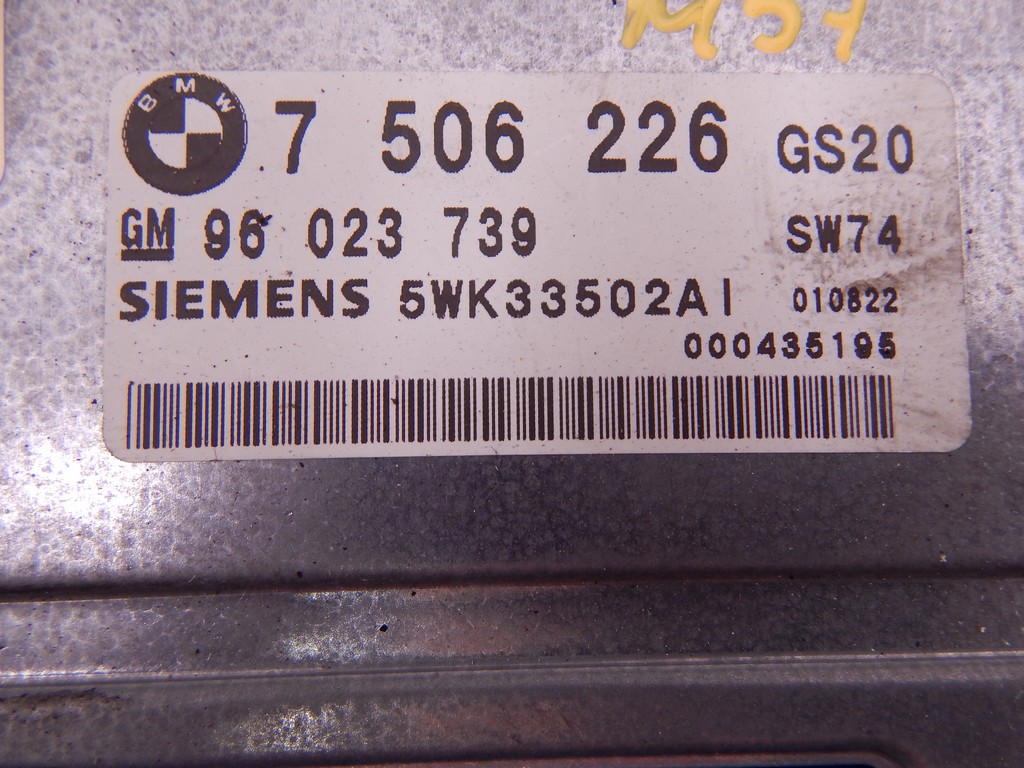 M57
BMW 7 506 226 GS20
GM 96 023 739 SW74
SIEMENS 5WK33502AI 010822
000435195